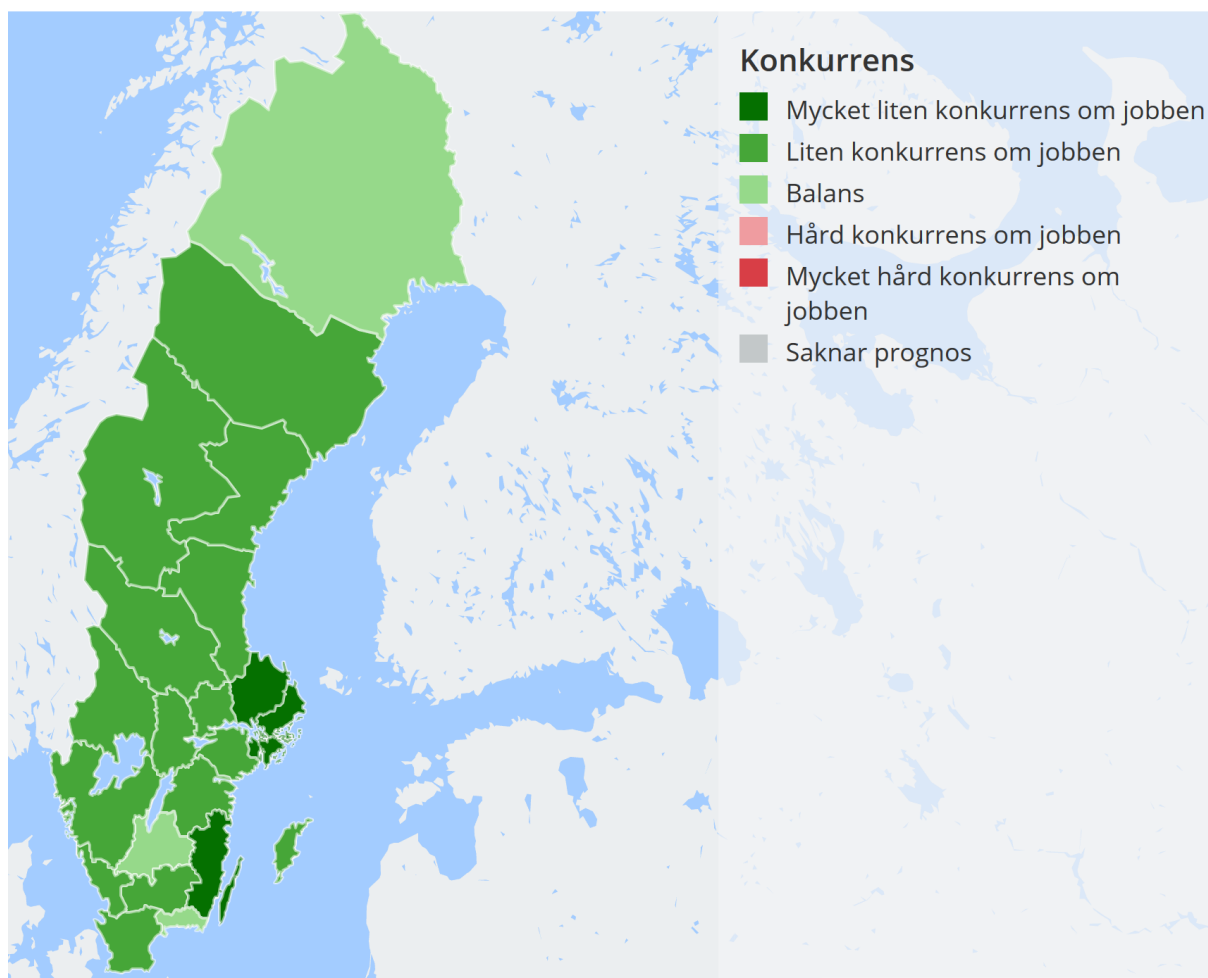 Konkurrens
Mycket liten konkurrens om jobben
Liten konkurrens om jobben
Balans
Hård konkurrens om jobben
Mycket hård konkurrens om
jobben
Saknar prognos